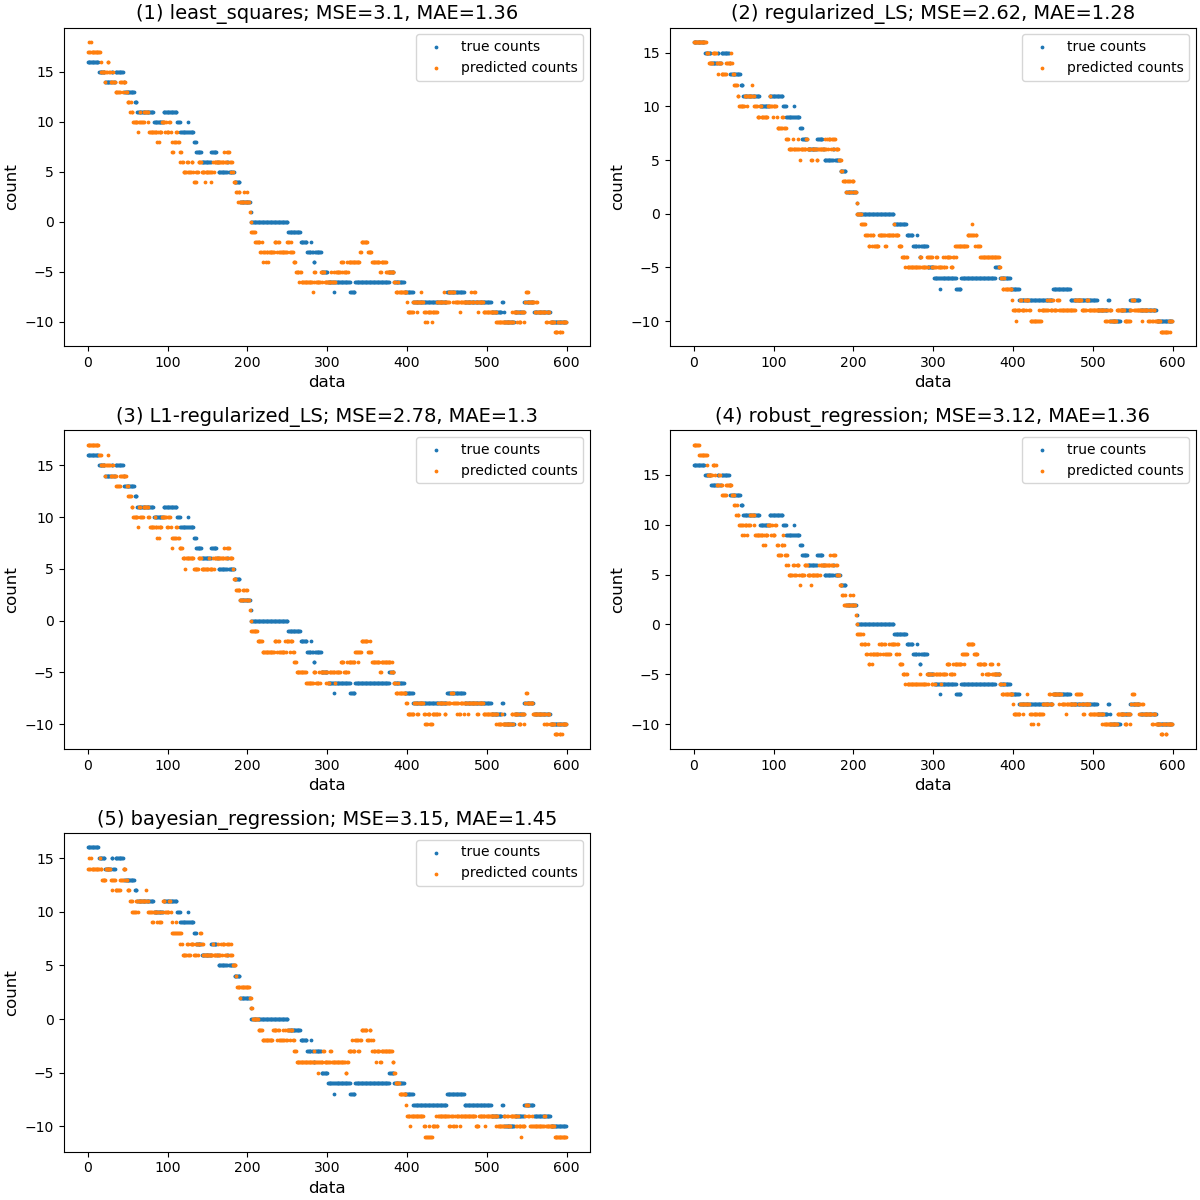 (1) least_squares; MSE=3.1, MAE=1.36
true counts
predicted counts
15
10
5
0
−5
−10
count
0 100 200 300 400 500 600
data
(2) regularized_LS; MSE=2.62, MAE=1.28
true counts
predicted counts
15
10
5
0
−5
−10
count
0 100 200 300 400 500 600
data
(3) L1-regularized_LS; MSE=2.78, MAE=1.3
true counts
predicted counts
15
10
5
0
−5
−10
count
0 100 200 300 400 500 600
data
(4) robust_regression; MSE=3.12, MAE=1.36
true counts
predicted counts
15
10
5
0
−5
−10
count
0 100 200 300 400 500 600
data
(5) bayesian_regression; MSE=3.15, MAE=1.45
true counts
predicted counts
15
10
5
0
−5
−10
count
0 100 200 300 400 500 600
data